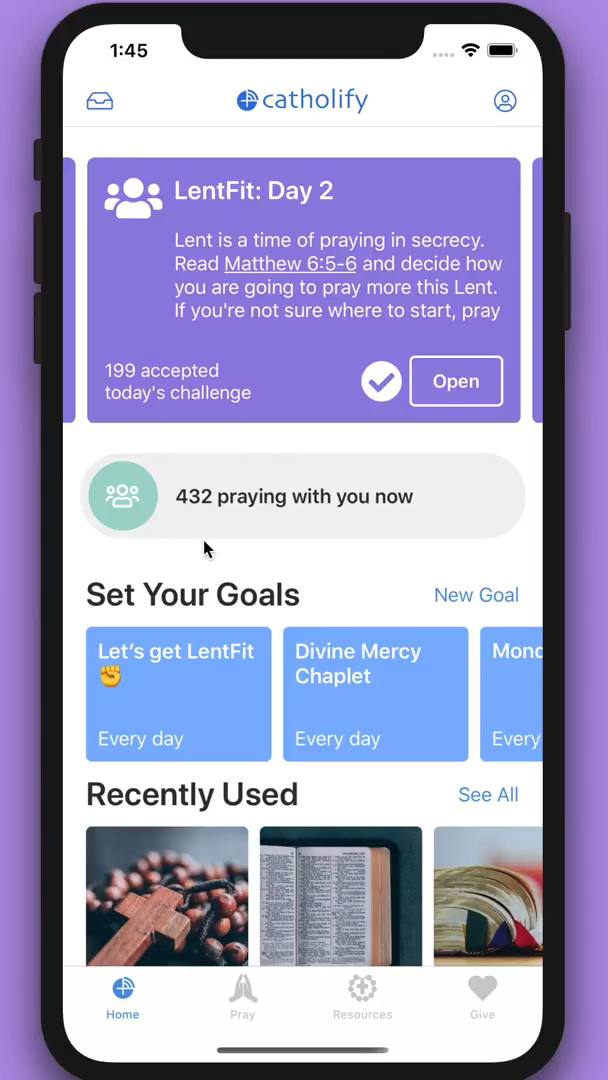 1:45
catholify
LentFit: Day 2
Lent is a time of praying in secrecy.
Read Matthew 6:5-6 and decide how
you are going to pray more this Lent.
If you're not sure where to start, pray
199 accepted
today's challenge
Open
432 praying with you now
Set Your Goals
New Goal
Let's get LentFit
✊
Every day
Divine Mercy
Chaplet
Every day
Mond
Every
Recently Used
See All
Home
Pray
Resources
Give